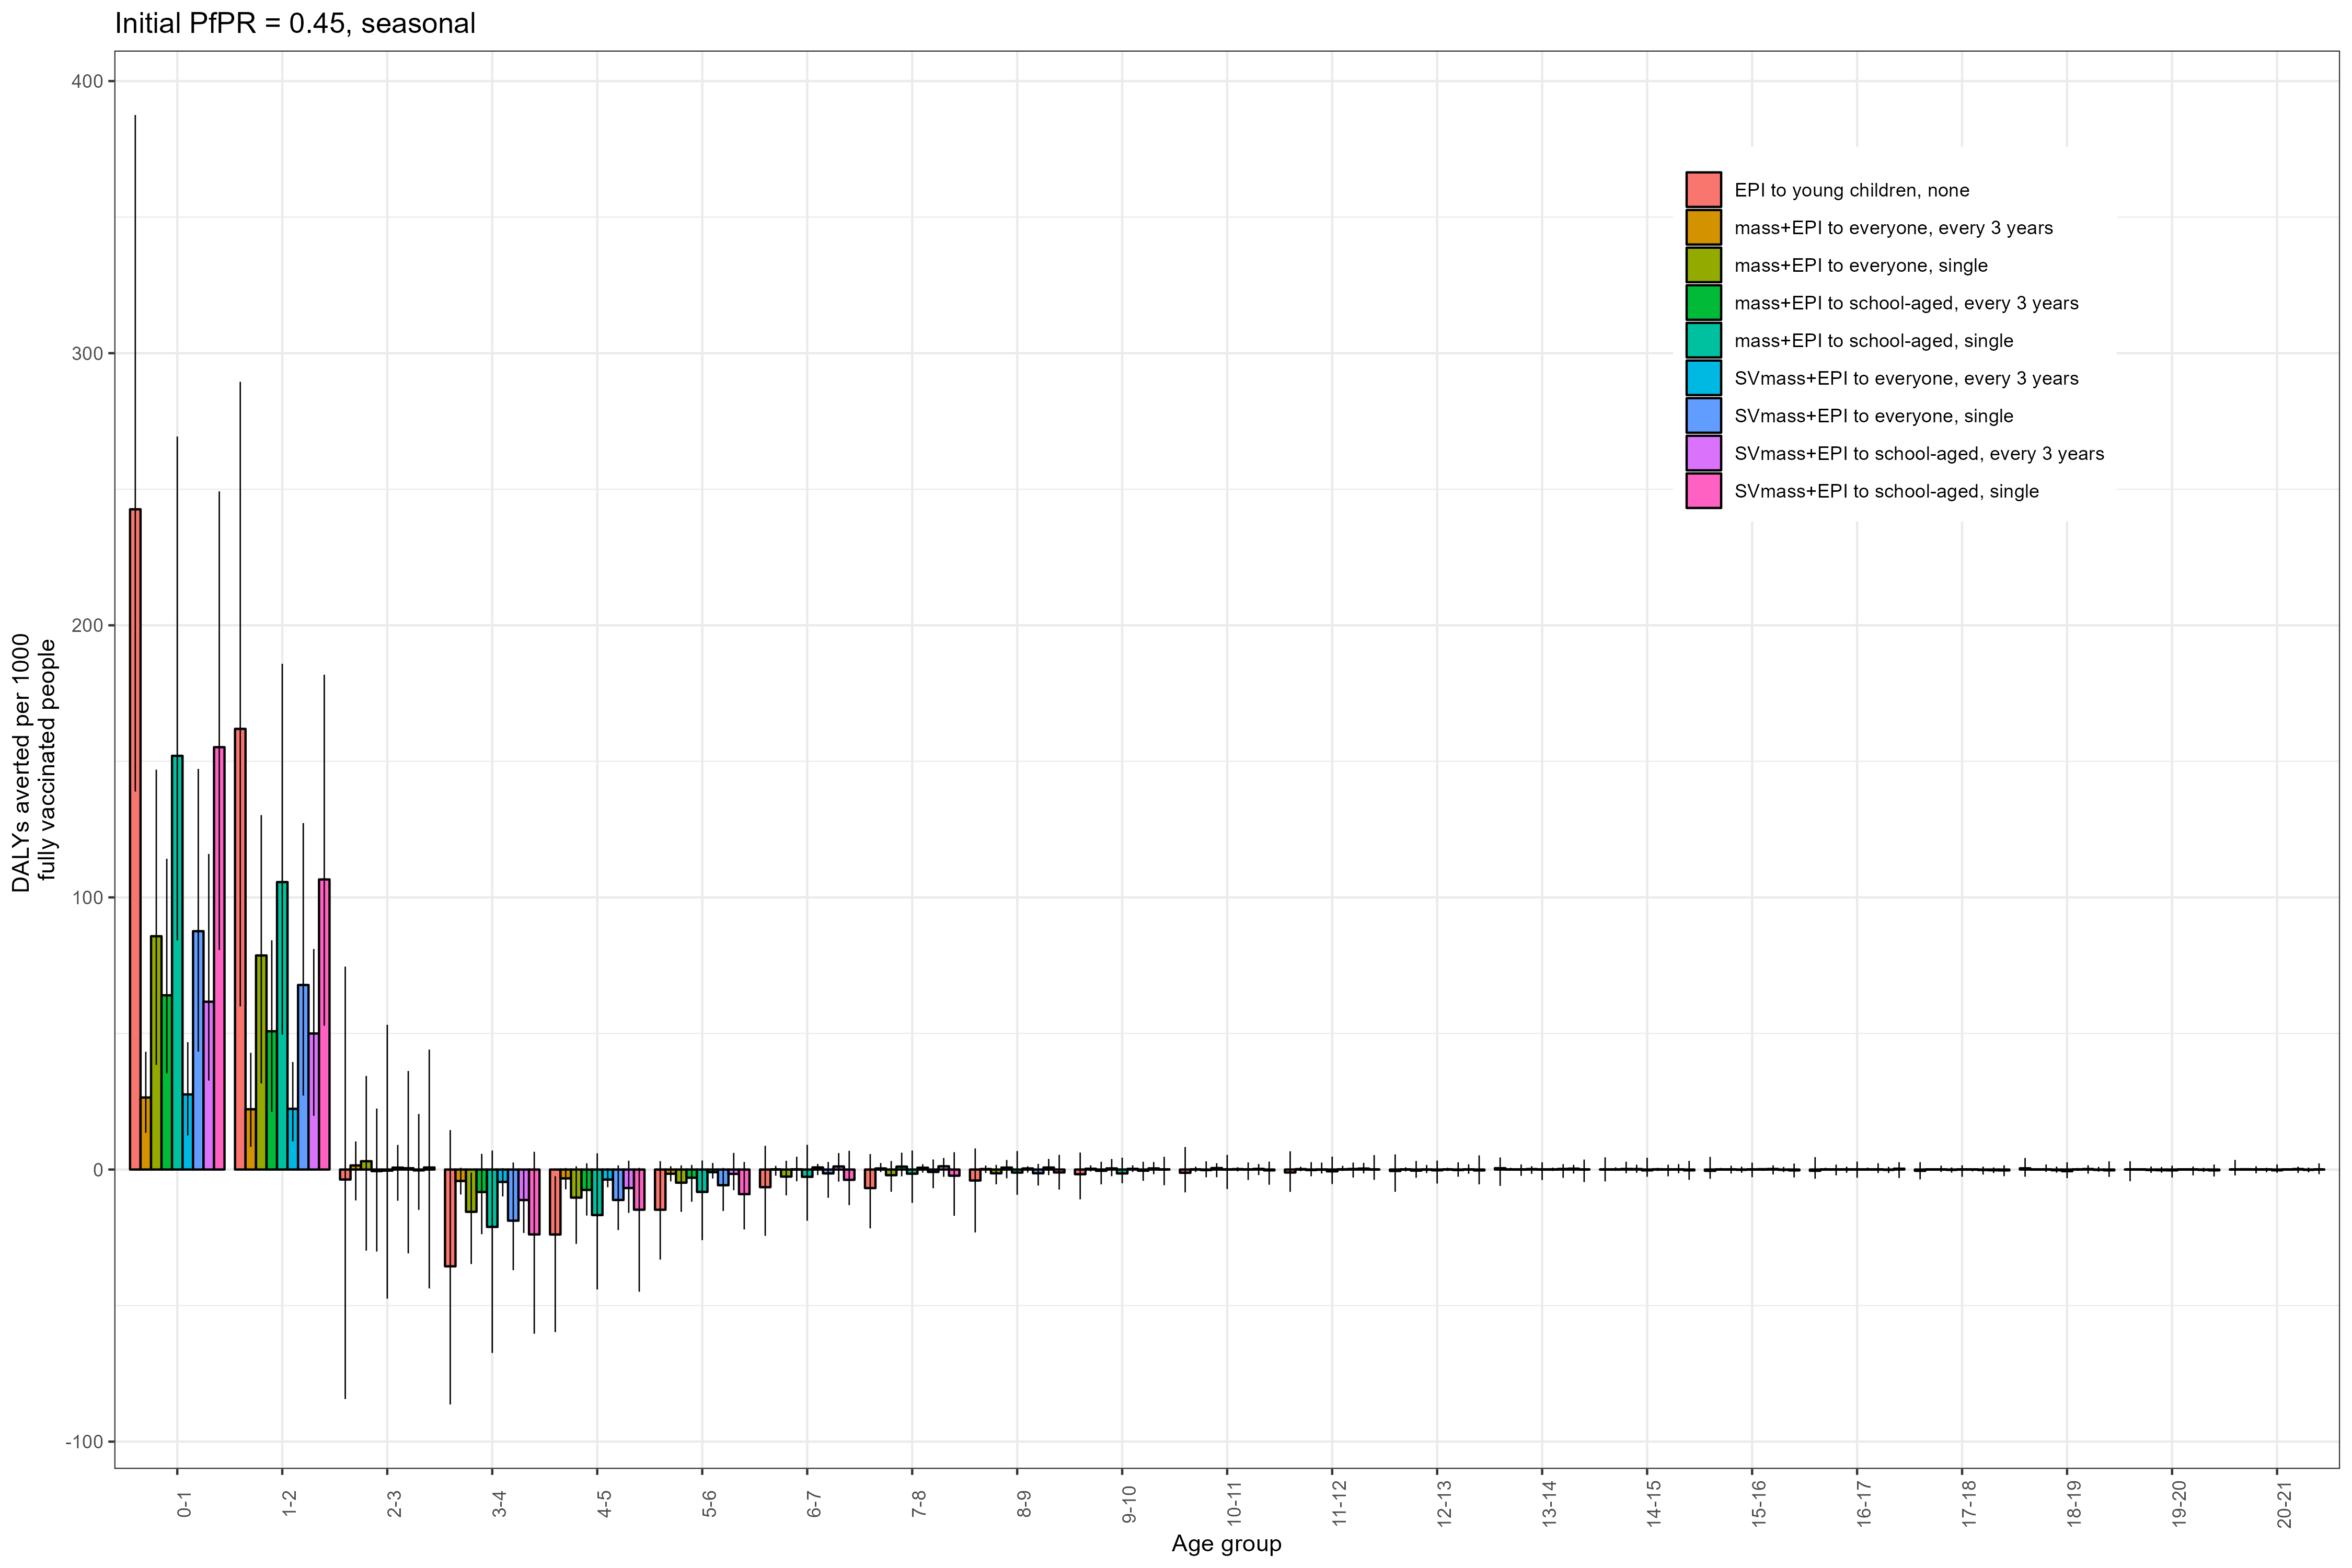 Initial PfPR = 0.45, seasonal
DALYs averted per 1000
fully vaccinated people
400
300
200
100
0
-100
EPI to young children, none
mass+EPI to everyone, every 3 years
mass+EPI to everyone, single
mass+EPI to school-aged, every 3 years
mass+EPI to school-aged, single
SVmass+EPI to everyone, every 3 years
SVmass+EPI to everyone, single
SVmass+EPI to school-aged, every 3 years
SVmass+EPI to school-aged, single
0-1
1-2
2-3
3-4
4-5
5-6
6-7
7-8
8-9
9-10
10-11
11-12
12-13
13-14
14-15
15-16
16-17
17-18
18-19
19-20
20-21
Age group